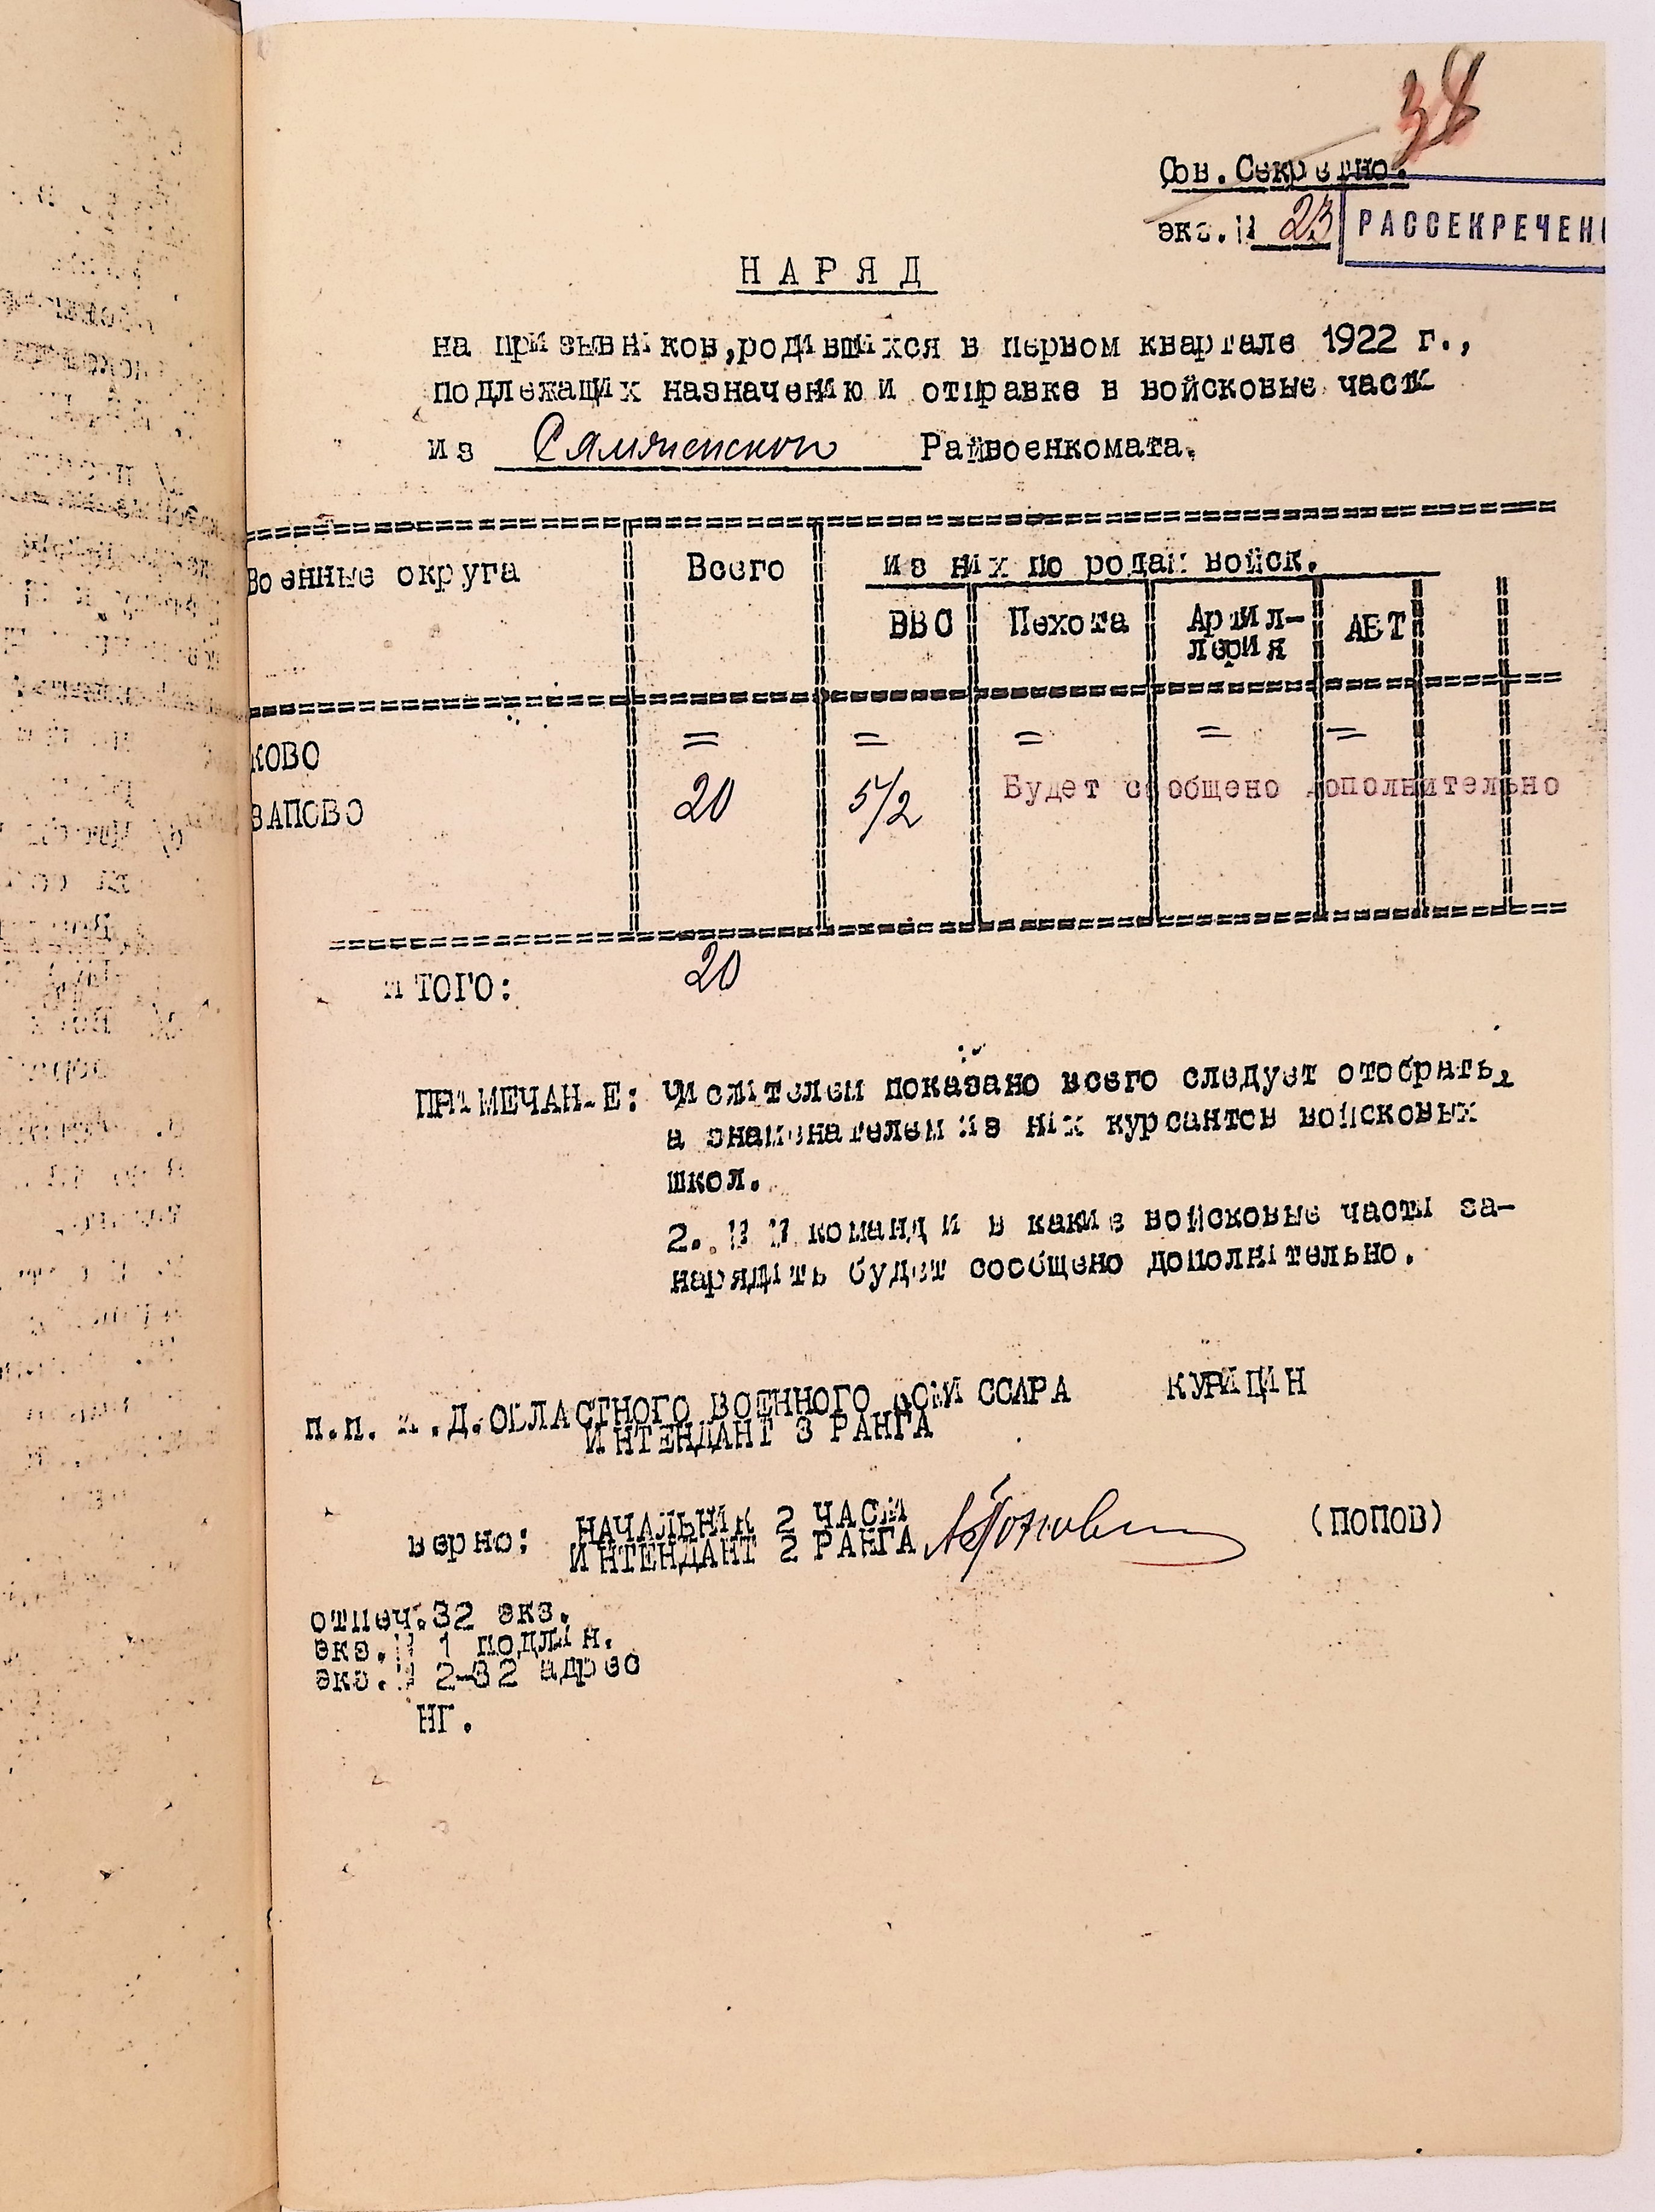 38
Сов. Секретно.
экз. № 23
РАССЕКРЕЧЕНО
НАРЯД
на призывников, родившихся в первом квартале 1922 г.,
подлежащих назначению и отправке в войсковые части
из Райвоенкомата.
Военные округа Всего из них по родам войск.
ВВС Пехота Артил-
лерия АБТ
КОВО = = = = =
ЗАПОВО 20 5/2 Будет сообщено дополнительно
ИТОГО: 20
ПРИМЕЧАНИЕ: Числителем показано всего следует отобрать,
а знаменателем из них курсантов войсковых
школ.
2. № № команд и в какие войсковые части за-
нарядить будет сообщено дополнительно.
п.п. И.Д.ОБЛАСТНОГО ВОЕННОГО КОМИССАРА КУРИЦИН
ИНТЕНДАНТ 3 РАНГА
верно: НАЧАЛЬНИК 2 ЧАСТИ
ИНТЕНДАНТ 2 РАНГА (ПОПОВ)
отпеч.32 экз.
экз.№ 1 подлин.
экз.№ 2-32 адрес
НГ.